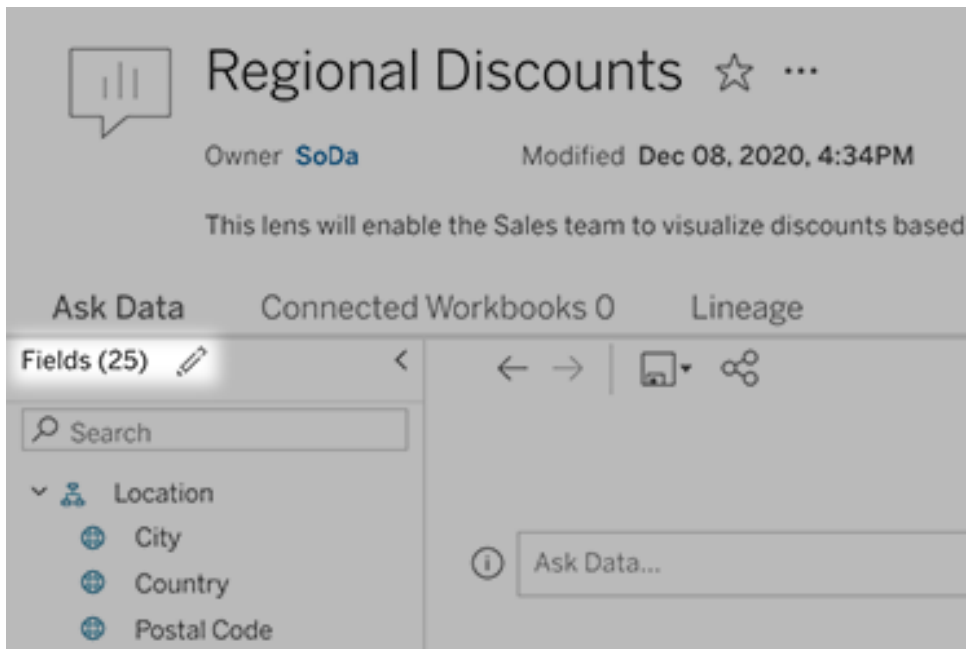 Regional Discounts
Owner SoDa Modified Dec 08, 2020, 4:34PM
This lens will enable the Sales team to visualize discounts based
Ask Data Connected Workbooks 0 Lineage
Fields (25)
Search
Location
City
Ask Data...
Country
Postal Code